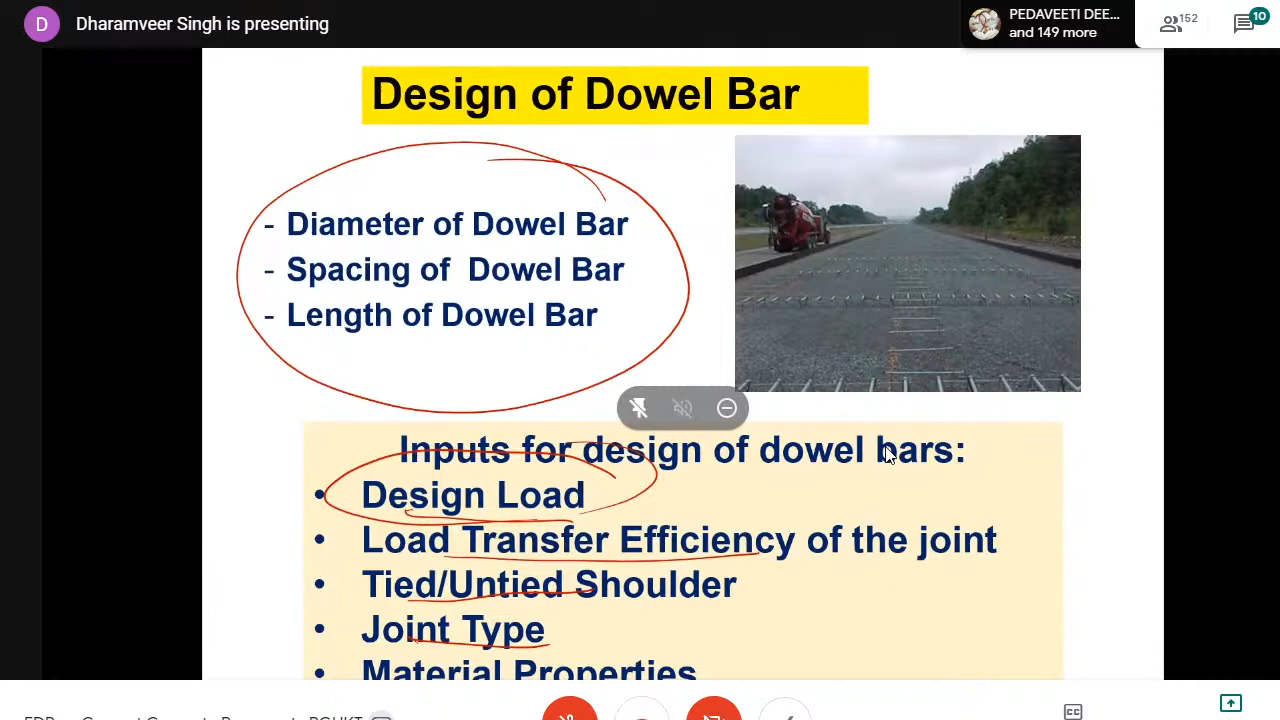 D
Dharamveer Singh is presenting
PEDAVEETI DEE...
and 149 more
152
10
Design of Dowel Bar
- Diameter of Dowel Bar
- Spacing of Dowel Bar
- Length of Dowel Bar
Inputs for design of dowel bars:
• Design Load
• Load Transfer Efficiency of the joint
• Tied/Untied Shoulder
• Joint Type
• Material Properties
CC